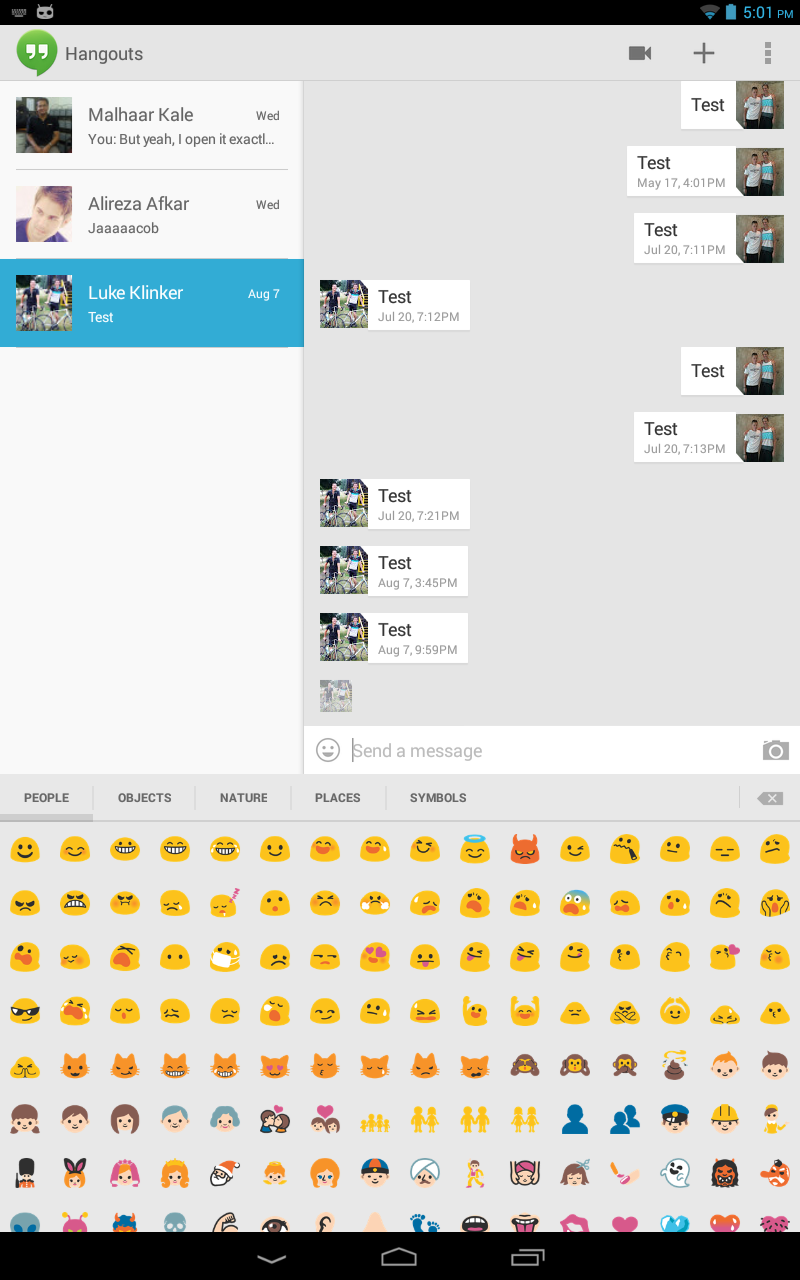 5:01 PM
Hangouts
Malhaar Kale
Wed
You: But yeah, I open it exactl...
Alireza Afkar
Wed
Jaaaaacob
Luke Klinker
Aug 7
Test
Test
Test
May 17, 4:01PM
Test
Jul 20, 7:11PM
Test
Jul 20, 7:12PM
Test
Test
Jul 20, 7:13PM
Test
Jul 20, 7:21PM
Test
Aug 7, 3:45PM
Test
Aug 7, 9:59PM
Send a message
PEOPLE
OBJECTS
NATURE
PLACES
SYMBOLS